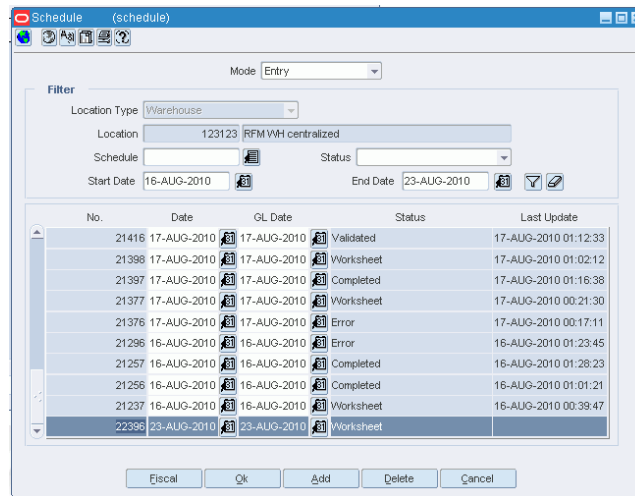 Schedule (schedule)
Mode Entry
Filter
Location Type Warehouse
Location 123123 RFM WH centralized
Schedule Status
Start Date 16-AUG-2010 End Date 23-AUG-2010
No. Date GL Date Status Last Update
21416 17-AUG-2010 17-AUG-2010 Validated 17-AUG-2010 01:12:33
21398 17-AUG-2010 17-AUG-2010 Worksheet 17-AUG-2010 01:02:12
21397 17-AUG-2010 17-AUG-2010 Completed 17-AUG-2010 01:16:38
21377 17-AUG-2010 17-AUG-2010 Worksheet 17-AUG-2010 00:21:30
21376 17-AUG-2010 17-AUG-2010 Error 17-AUG-2010 00:17:11
21296 16-AUG-2010 16-AUG-2010 Error 16-AUG-2010 01:23:45
21257 16-AUG-2010 16-AUG-2010 Completed 16-AUG-2010 01:28:23
21256 16-AUG-2010 16-AUG-2010 Completed 16-AUG-2010 01:01:21
21237 16-AUG-2010 16-AUG-2010 Worksheet 16-AUG-2010 00:39:47
22396 23-AUG-2010 23-AUG-2010 Worksheet
Fiscal Ok Add Delete Cancel